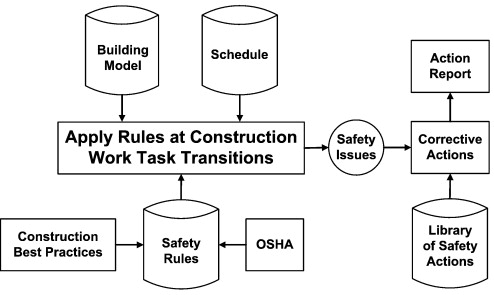 Building
Model
Schedule
Action
Report
Apply Rules at Construction
Work Task Transitions
Safety
Issues
Corrective
Actions
Construction
Best Practices
Safety
Rules
OSHA
Library
of Safety
Actions